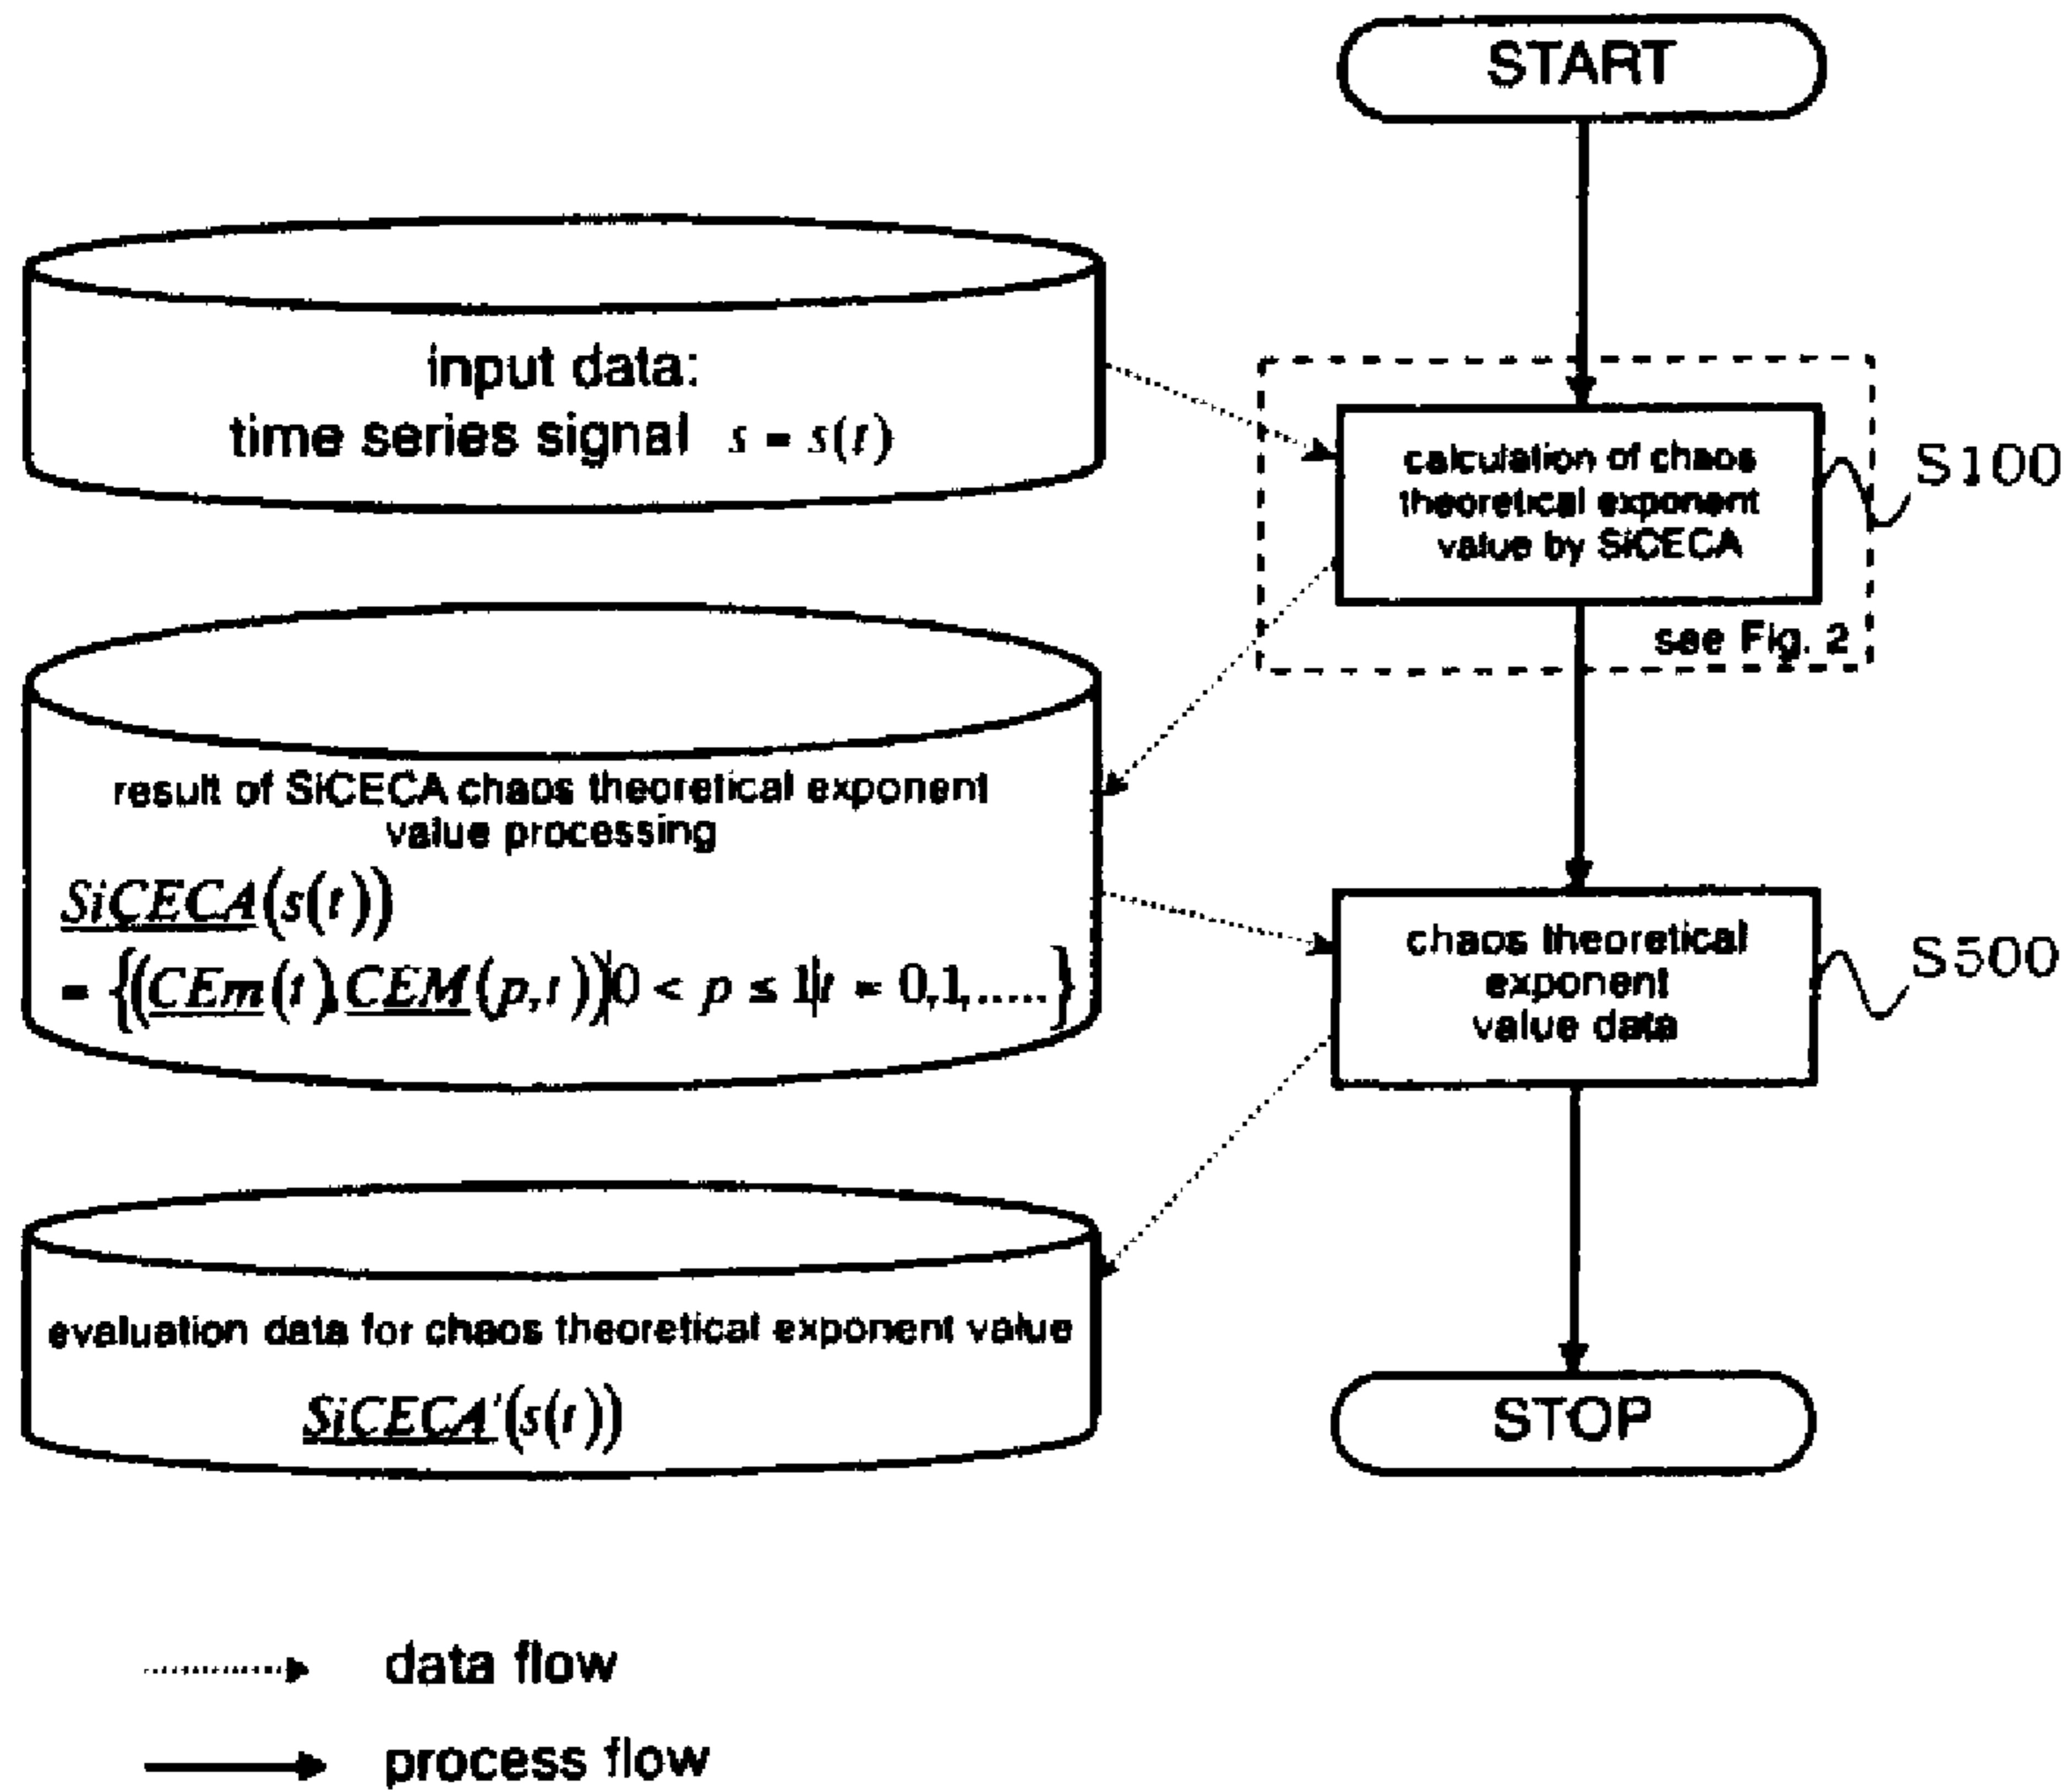 START
input data:
time series signal s = s(t)
calculation of chaos
theoretical exponent
value by SiCECA
S100
see Fig. 2
result of SiCECA chaos theoretical exponent
value processing
SiCECA(s(t))
= {(CEm(t), CEM(p,t))|0 < p ≤ 1|t = 0,1,.....}
chaos theoretical
exponent
value data
S500
evaluation data for chaos theoretical exponent value
SiCECA'(s(t))
STOP
data flow
process flow